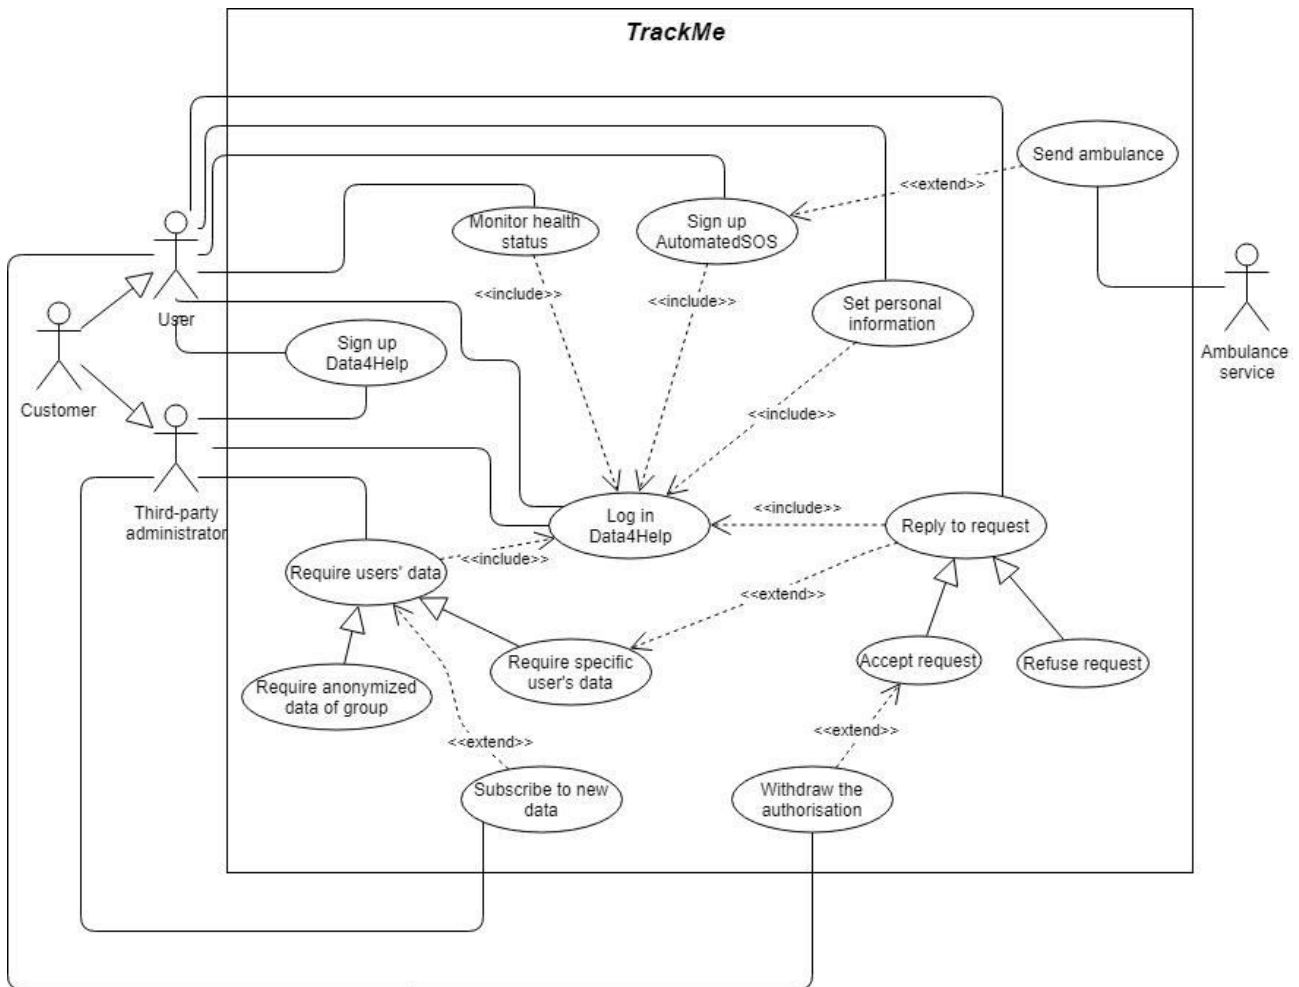 TrackMe
Send ambulance
<<extend>>
Monitor health
status
Sign up
AutomatedSOS
<<include>>
<<include>>
Set personal
information
User
Sign up
Data4Help
Ambulance
service
Customer
<<include>>
Third-party
administrator
Log in
Data4Help
<<include>>
Reply to request
<<include>>
Require users' data
<<extend>>
Require specific
user's data
Accept request
Refuse request
Require anonymized
data of group
<<extend>>
<<extend>>
Subscribe to new
data
Withdraw the
authorisation